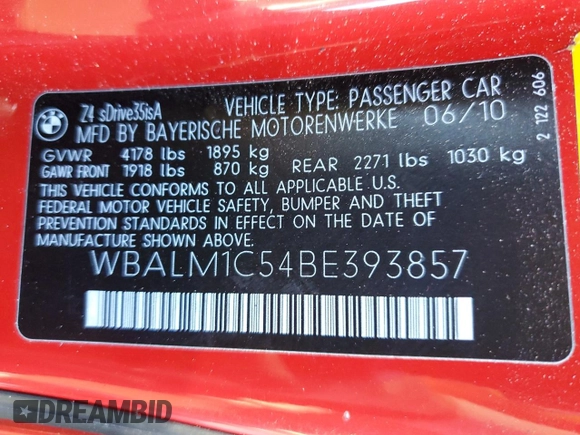 BMW
Z4 sDrive35isA VEHICLE TYPE: PASSENGER CAR
MFD BY BAYERISCHE MOTORENWERKE 06/10
GVWR 4178 lbs 1895 kg
GAWR FRONT 1918 lbs 870 kg REAR 2271 lbs 1030 kg
THIS VEHICLE CONFORMS TO ALL APPLICABLE U.S.
FEDERAL MOTOR VEHICLE SAFETY, BUMPER AND THEFT
PREVENTION STANDARDS IN EFFECT ON THE DATE OF
MANUFACTURE SHOWN ABOVE.
WBALM1C54BE393857
2 122 606
DREAMBID